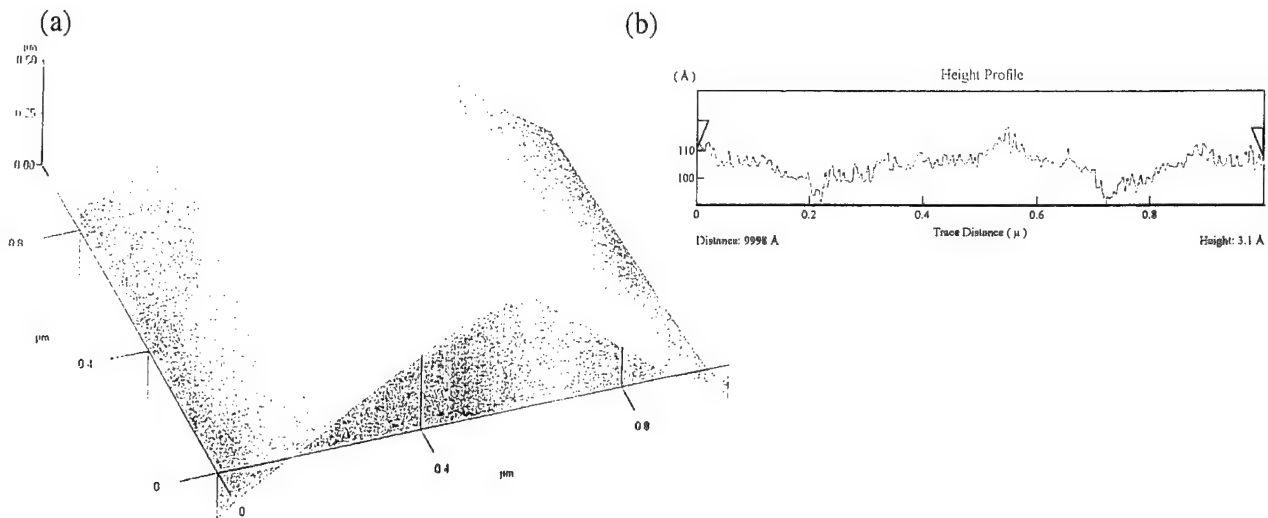 (a)
μm
0.50
0.25
0.00
0.8
μm
0.4
0
0
0.4
μm
0.8
(b)
(Å)
Height Profile
110
100
0 0.2 0.4 0.6 0.8
Trace Distance ( μ )
Distance: 9998 Å Height: 3.1 Å